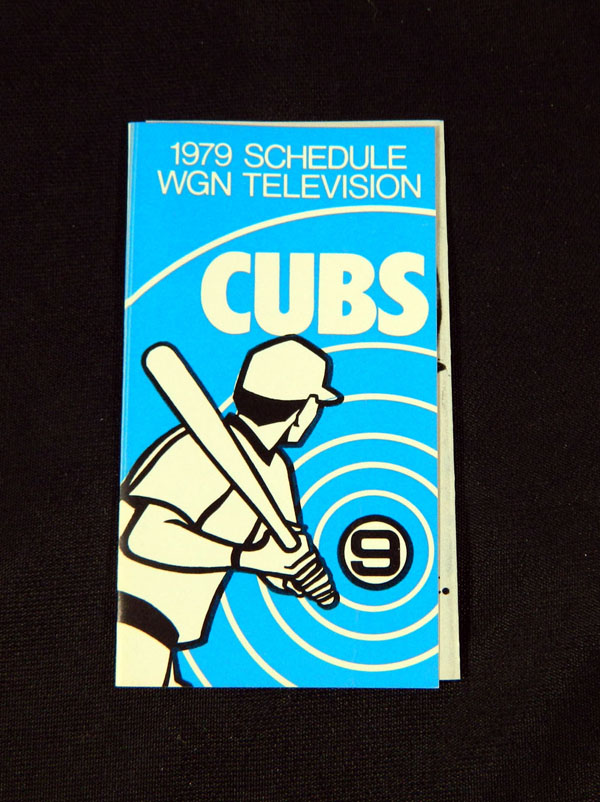 1979 SCHEDULE
WGN TELEVISION
CUBS
9